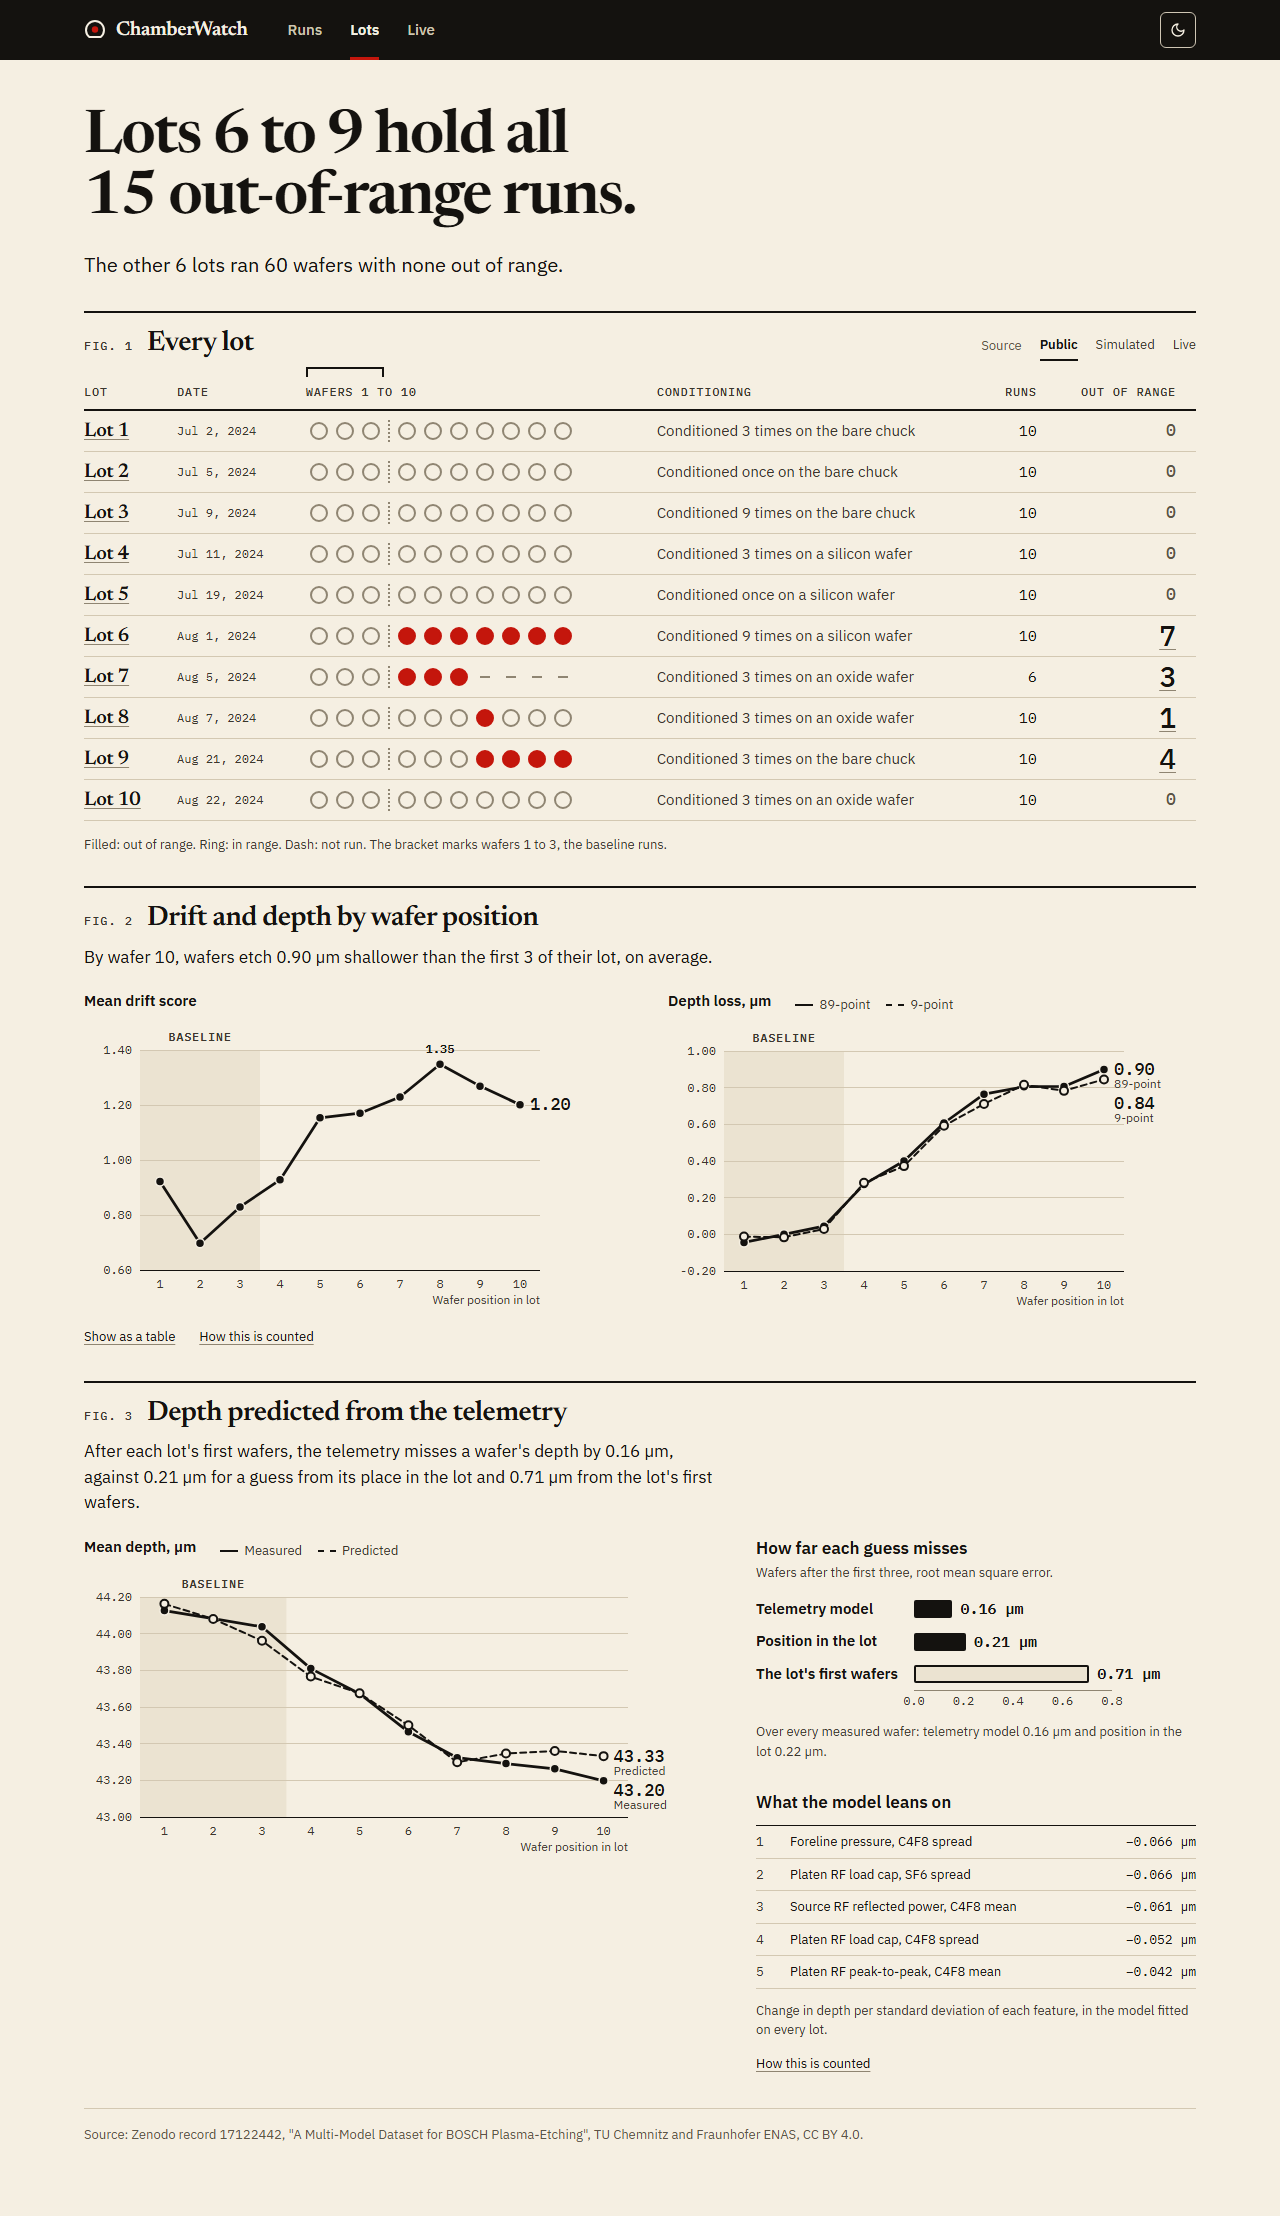 ChamberWatch Runs Lots Live
Lots 6 to 9 hold all
15 out-of-range runs.
The other 6 lots ran 60 wafers with none out of range.
FIG. 1 Every lot
Source Public Simulated Live
LOT DATE WAFERS 1 TO 10 CONDITIONING RUNS OUT OF RANGE
Lot 1 Jul 2, 2024 Conditioned 3 times on the bare chuck 10 0
Lot 2 Jul 5, 2024 Conditioned once on the bare chuck 10 0
Lot 3 Jul 9, 2024 Conditioned 9 times on the bare chuck 10 0
Lot 4 Jul 11, 2024 Conditioned 3 times on a silicon wafer 10 0
Lot 5 Jul 19, 2024 Conditioned once on a silicon wafer 10 0
Lot 6 Aug 1, 2024 Conditioned 9 times on a silicon wafer 10 7
Lot 7 Aug 5, 2024 Conditioned 3 times on an oxide wafer 6 3
Lot 8 Aug 7, 2024 Conditioned 3 times on an oxide wafer 10 1
Lot 9 Aug 21, 2024 Conditioned 3 times on the bare chuck 10 4
Lot 10 Aug 22, 2024 Conditioned 3 times on an oxide wafer 10 0
Filled: out of range. Ring: in range. Dash: not run. The bracket marks wafers 1 to 3, the baseline runs.
FIG. 2 Drift and depth by wafer position
By wafer 10, wafers etch 0.90 µm shallower than the first 3 of their lot, on average.
Mean drift score
BASELINE
1.40
1.20
1.00
0.80
0.60
1.35
1.20
1 2 3 4 5 6 7 8 9 10
Wafer position in lot
Depth loss, µm 89-point 9-point
BASELINE
1.00
0.80
0.60
0.40
0.20
0.00
-0.20
0.90
89-point
0.84
9-point
1 2 3 4 5 6 7 8 9 10
Wafer position in lot
Show as a table How this is counted
FIG. 3 Depth predicted from the telemetry
After each lot's first wafers, the telemetry misses a wafer's depth by 0.16 µm,
against 0.21 µm for a guess from its place in the lot and 0.71 µm from the lot's first
wafers.
Mean depth, µm Measured Predicted
BASELINE
44.20
44.00
43.80
43.60
43.40
43.20
43.00
43.33
Predicted
43.20
Measured
1 2 3 4 5 6 7 8 9 10
Wafer position in lot
How far each guess misses
Wafers after the first three, root mean square error.
Telemetry model 0.16 µm
Position in the lot 0.21 µm
The lot's first wafers 0.71 µm
0.0 0.2 0.4 0.6 0.8
Over every measured wafer: telemetry model 0.16 µm and position in the
lot 0.22 µm.
What the model leans on
1 Foreline pressure, C4F8 spread −0.066 µm
2 Platen RF load cap, SF6 spread −0.066 µm
3 Source RF reflected power, C4F8 mean −0.061 µm
4 Platen RF load cap, C4F8 spread −0.052 µm
5 Platen RF peak-to-peak, C4F8 mean −0.042 µm
Change in depth per standard deviation of each feature, in the model fitted
on every lot.
How this is counted
Source: Zenodo record 17122442, "A Multi-Model Dataset for BOSCH Plasma-Etching", TU Chemnitz and Fraunhofer ENAS, CC BY 4.0.